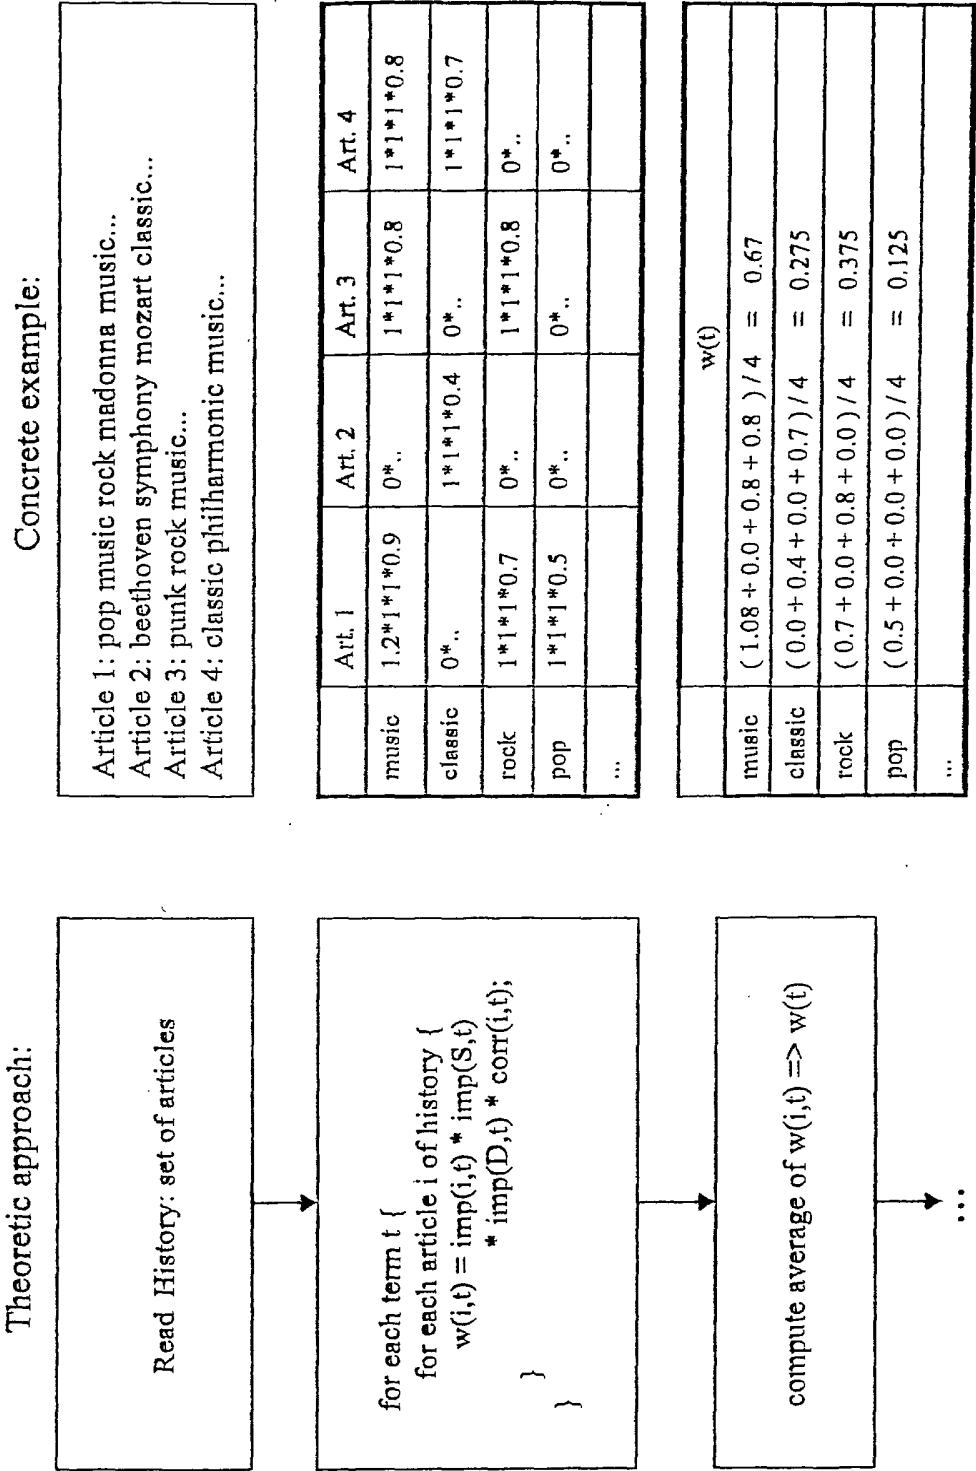 Theoretic approach:
Read History: set of articles
for each term t {
for each article i of history {
w(i,t) = imp(i,t) * imp(S,t)
* imp(D,t) * corr(i,t);
}
}
compute average of w(i,t) => w(t)
...
Concrete example:
Article 1: pop music rock madonna music...
Article 2: beethoven symphony mozart classic...
Article 3: punk rock music...
Article 4: classic philharmonic music...
Art. 1 Art. 2 Art. 3 Art. 4
music 1.2*1*1*0.9 0*.. 1*1*1*0.8 1*1*1*0.8
classic 0*.. 1*1*1*0.4 0*.. 1*1*1*0.7
rock 1*1*1*0.7 0*.. 1*1*1*0.8 0*..
pop 1*1*1*0.5 0*.. 0*.. 0*..
...
w(t)
music ( 1.08 + 0.0 + 0.8 + 0.8 ) / 4 = 0.67
classic ( 0.0 + 0.4 + 0.0 + 0.7 ) / 4 = 0.275
rock ( 0.7 + 0.0 + 0.8 + 0.0 ) / 4 = 0.375
pop ( 0.5 + 0.0 + 0.0 + 0.0 ) / 4 = 0.125
...